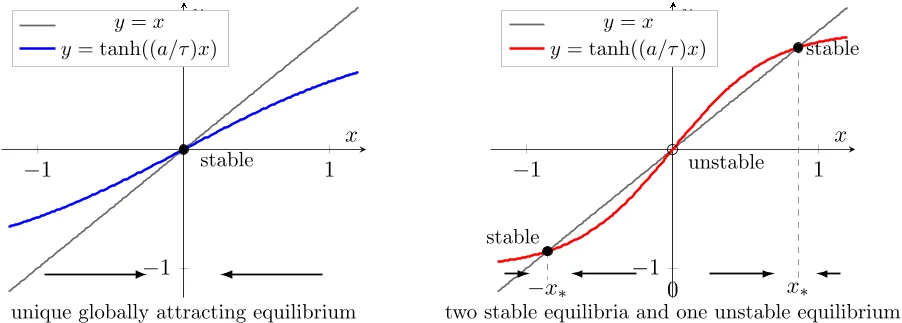 y = x
y = tanh((a/τ)x)
x
−1
1
stable
−1
unique globally attracting equilibrium
y = x
y = tanh((a/τ)x)
stable
x
−1
1
unstable
stable
−1
−x*
0
x*
two stable equilibria and one unstable equilibrium